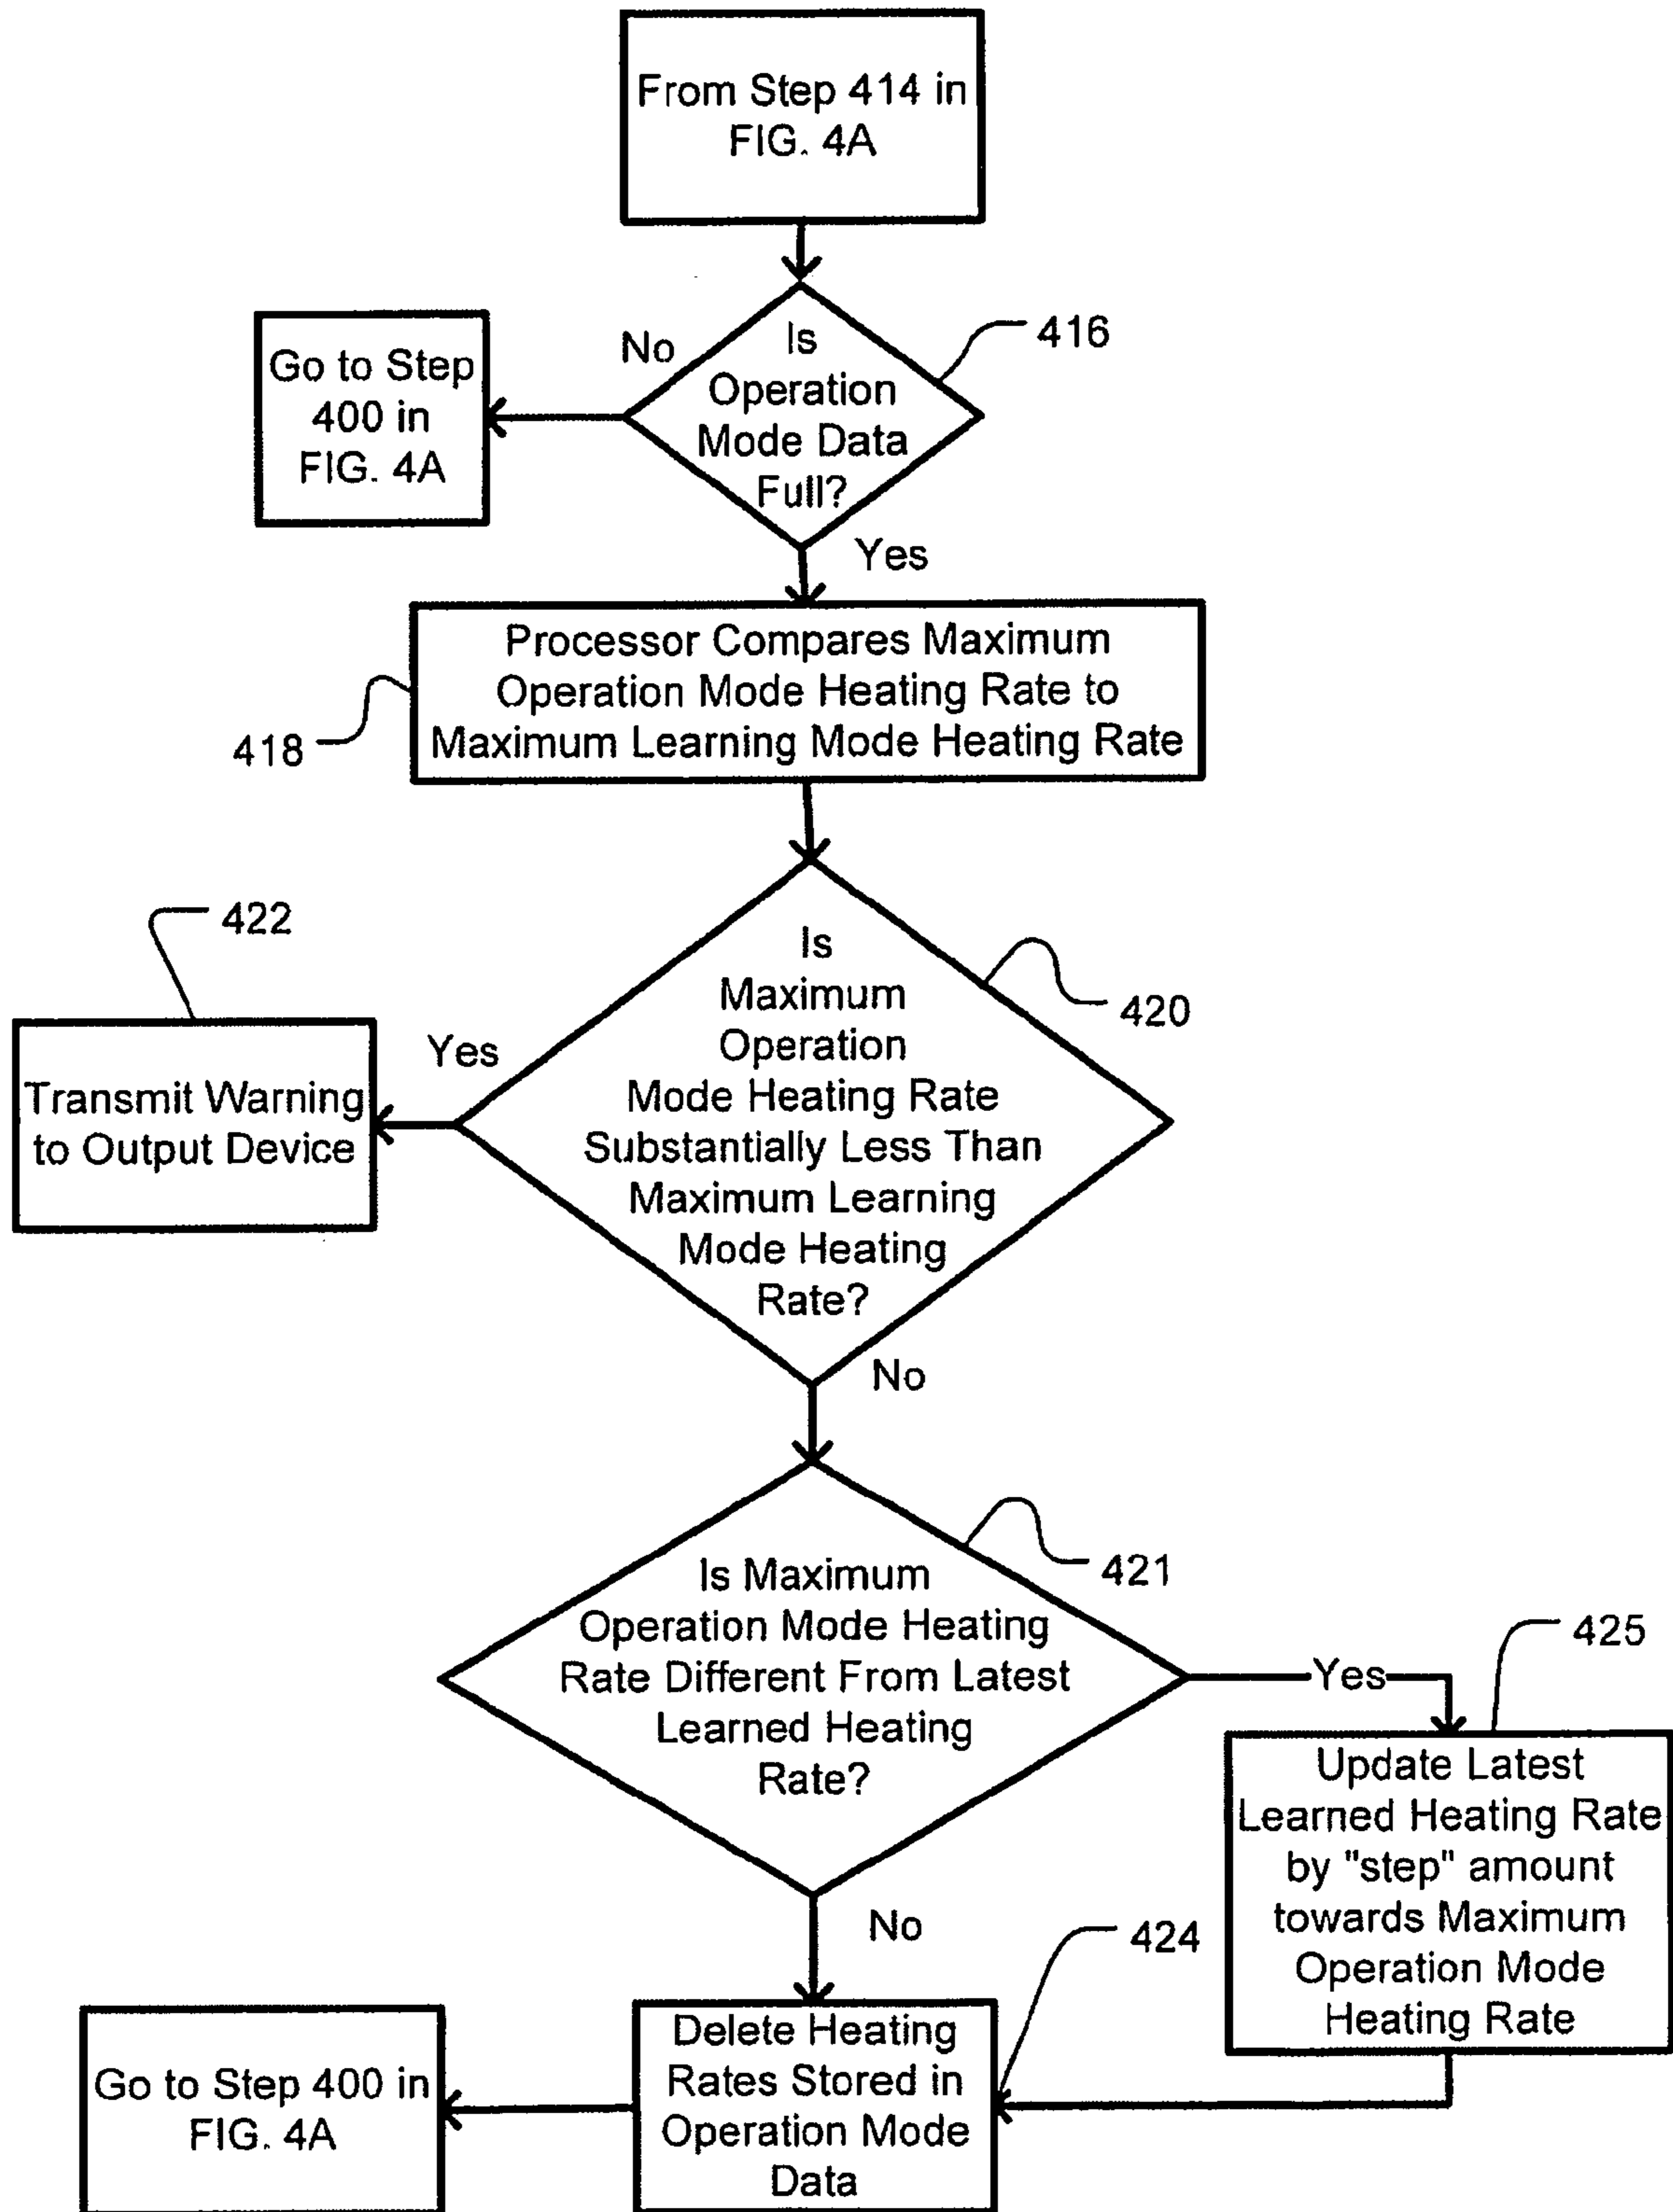 From Step 414 in
FIG. 4A
No
Is
Operation
Mode Data
Full?
416
Go to Step
400 in
FIG. 4A
Yes
Processor Compares Maximum
Operation Mode Heating Rate to
Maximum Learning Mode Heating Rate
418
422
Is
Maximum
Operation
Mode Heating Rate
Substantially Less Than
Maximum Learning
Mode Heating
Rate?
420
Yes
Transmit Warning
to Output Device
No
Is Maximum
Operation Mode Heating
Rate Different From Latest
Learned Heating
Rate?
421
Yes
425
Update Latest
Learned Heating Rate
by "step" amount
towards Maximum
Operation Mode
Heating Rate
No
424
Delete Heating
Rates Stored in
Operation Mode
Data
Go to Step 400 in
FIG. 4A